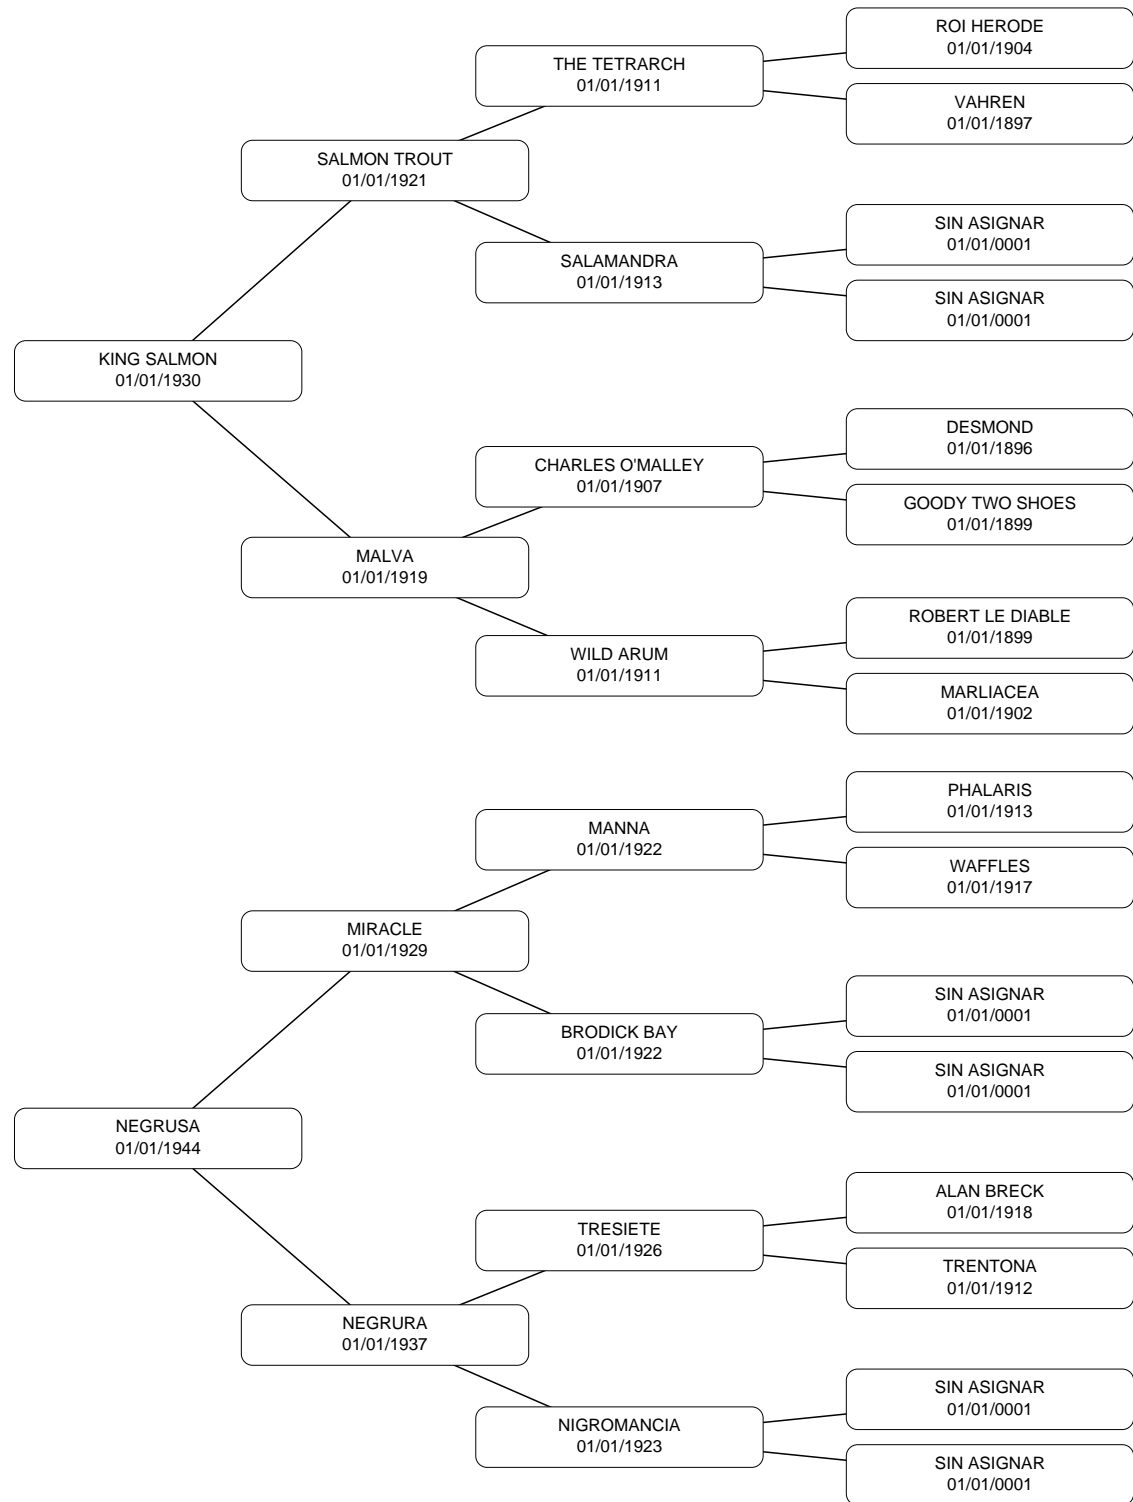 ROI HERODE
01/01/1904
THE TETRARCH
01/01/1911
VAHREN
01/01/1897
SALMON TROUT
01/01/1921
SIN ASIGNAR
01/01/0001
SALAMANDRA
01/01/1913
SIN ASIGNAR
01/01/0001
KING SALMON
01/01/1930
DESMOND
01/01/1896
CHARLES O'MALLEY
01/01/1907
GOODY TWO SHOES
01/01/1899
MALVA
01/01/1919
ROBERT LE DIABLE
01/01/1899
WILD ARUM
01/01/1911
MARLIACEA
01/01/1902
PHALARIS
01/01/1913
MANNA
01/01/1922
WAFFLES
01/01/1917
MIRACLE
01/01/1929
SIN ASIGNAR
01/01/0001
BRODICK BAY
01/01/1922
SIN ASIGNAR
01/01/0001
NEGRUSA
01/01/1944
ALAN BRECK
01/01/1918
TRESIETE
01/01/1926
TRENTONA
01/01/1912
NEGRURA
01/01/1937
SIN ASIGNAR
01/01/0001
NIGROMANCIA
01/01/1923
SIN ASIGNAR
01/01/0001